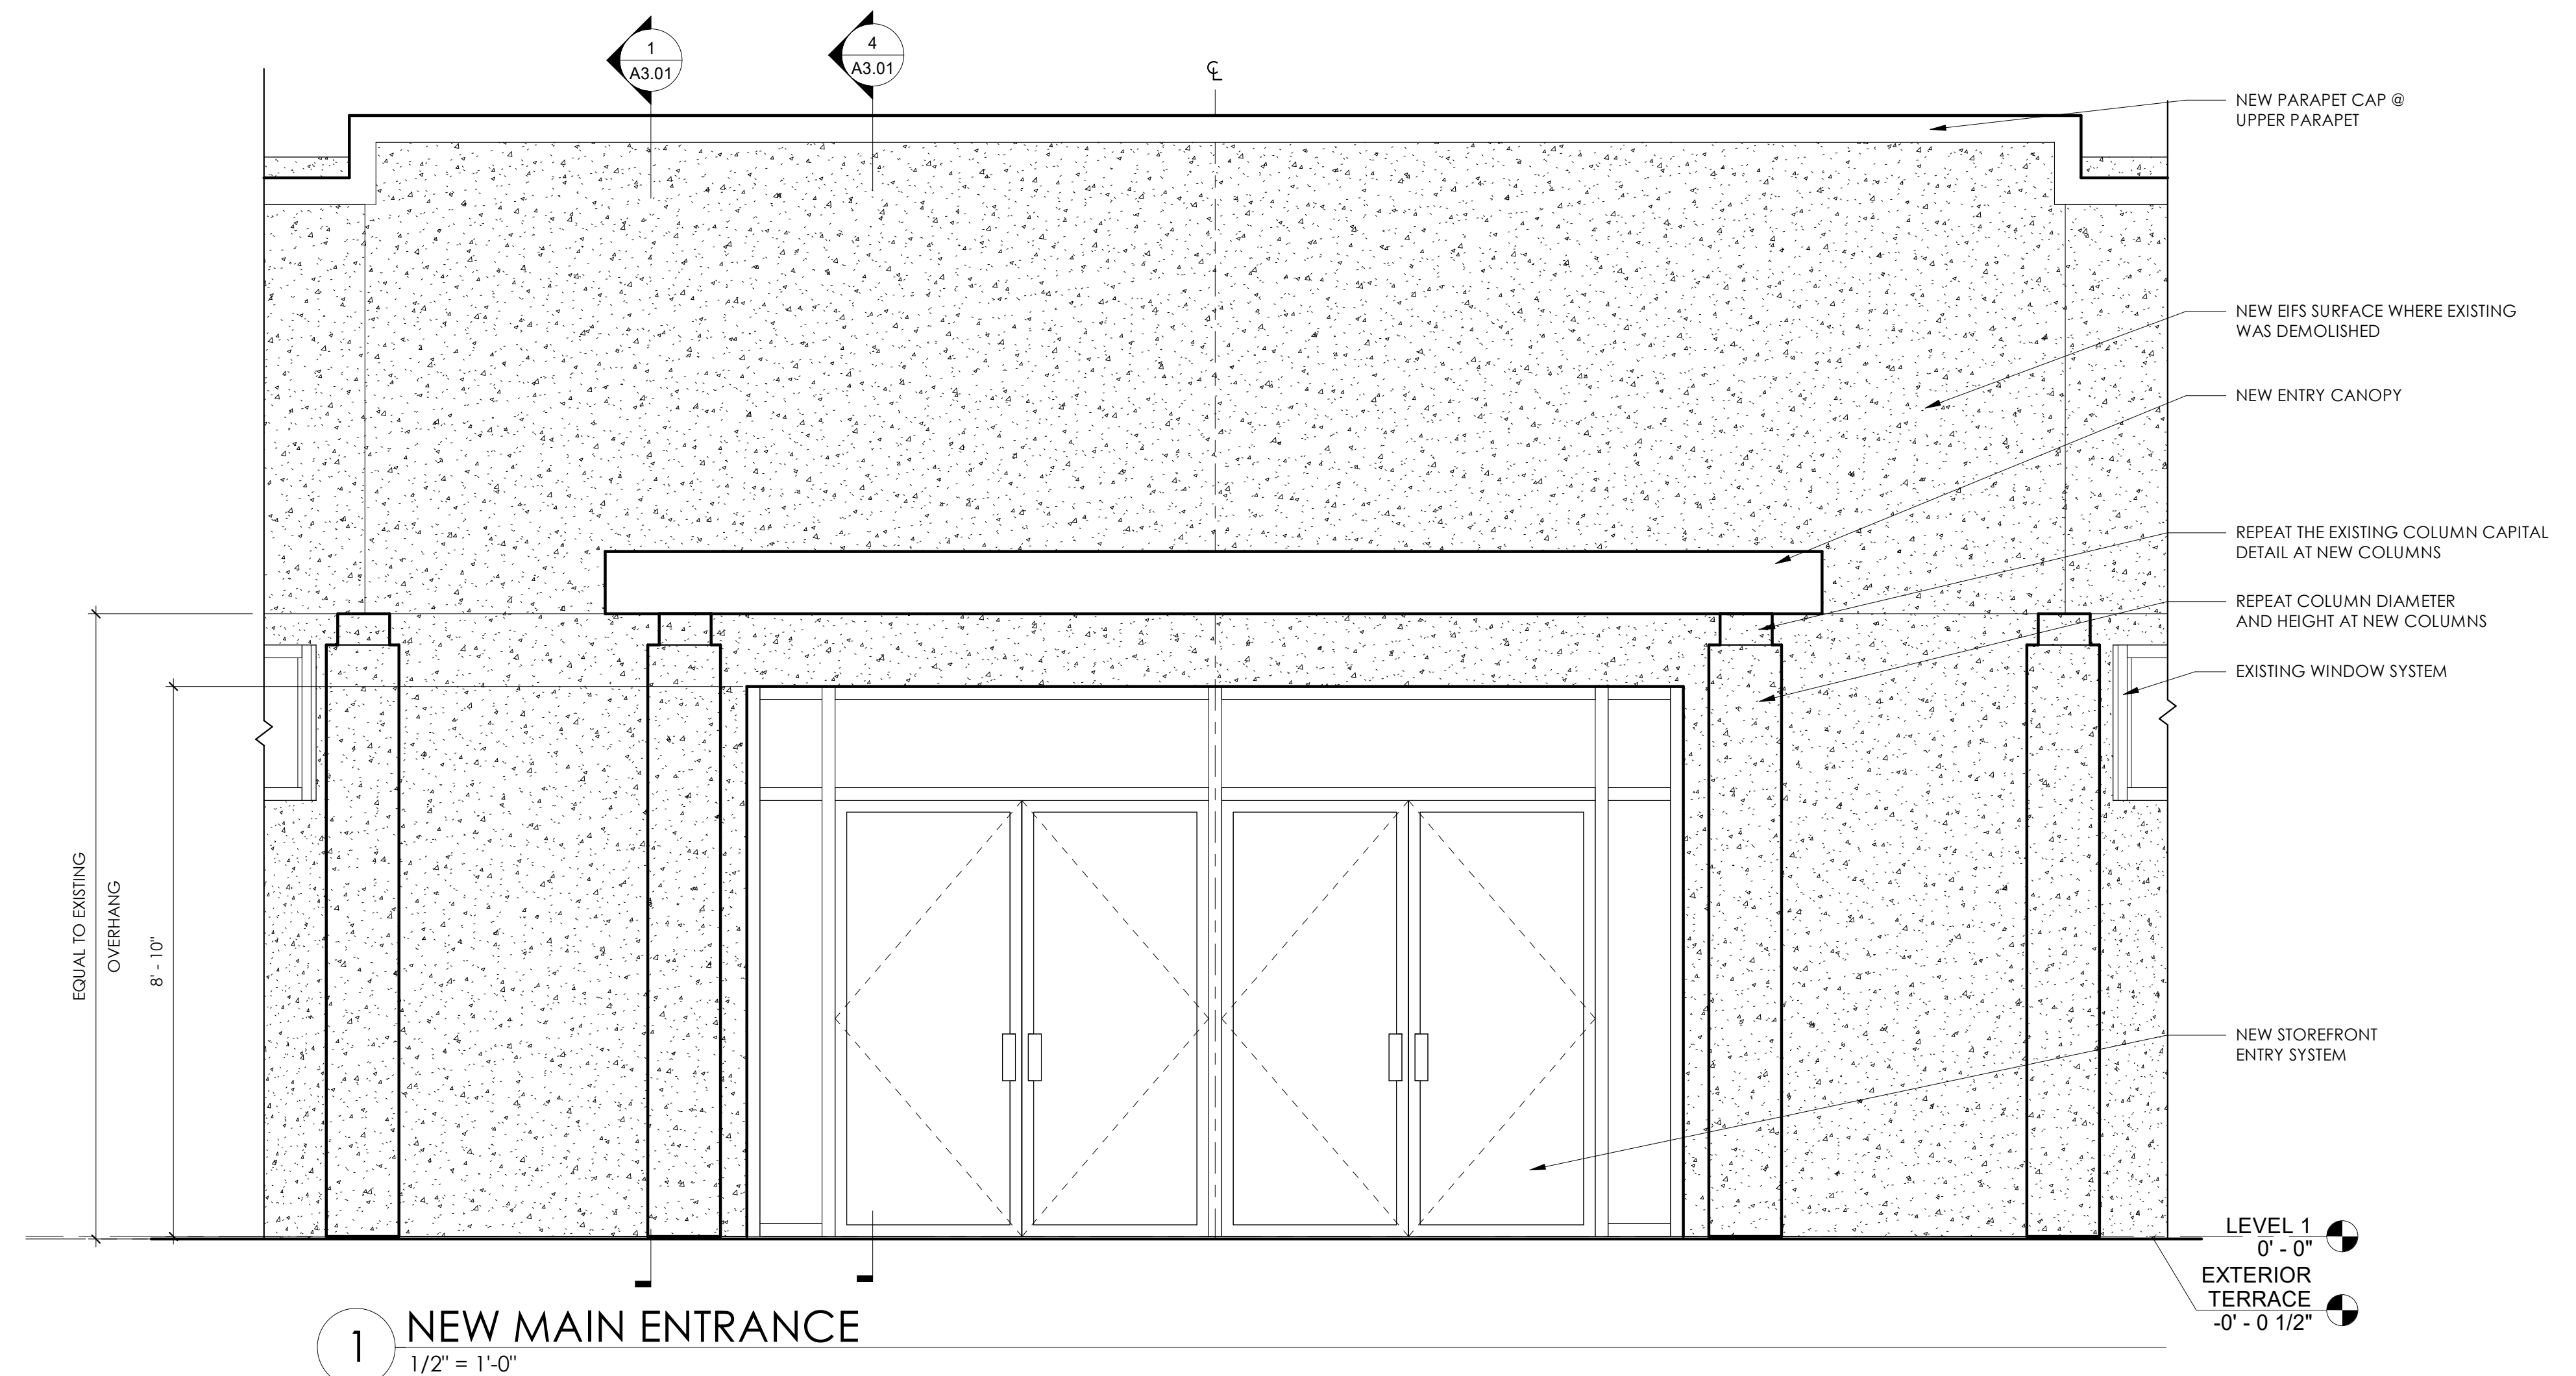 1
A3.01
4
A3.01
℄
NEW PARAPET CAP @
UPPER PARAPET
NEW EIFS SURFACE WHERE EXISTING
WAS DEMOLISHED
NEW ENTRY CANOPY
REPEAT THE EXISTING COLUMN CAPITAL
DETAIL AT NEW COLUMNS
REPEAT COLUMN DIAMETER
AND HEIGHT AT NEW COLUMNS
EXISTING WINDOW SYSTEM
EQUAL TO EXISTING
OVERHANG
8' - 10"
NEW STOREFRONT
ENTRY SYSTEM
LEVEL 1
0' - 0"
EXTERIOR
TERRACE
-0' - 0 1/2"
1
NEW MAIN ENTRANCE
1/2" = 1'-0"